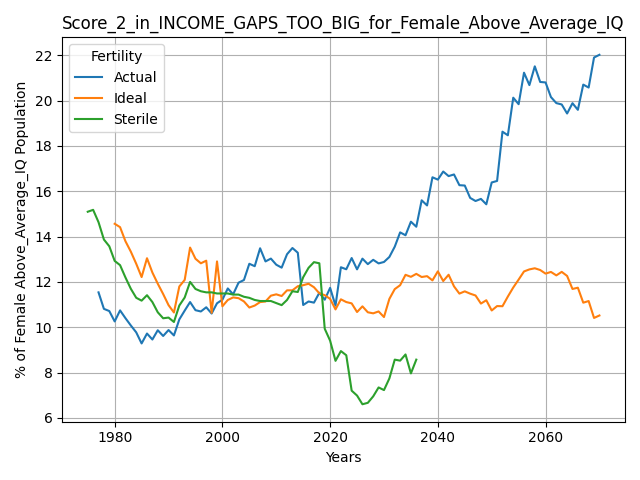 Score_2_in_INCOME_GAPS_TOO_BIG_for_Female_Above_Average_IQ
% of Female Above_Average_IQ Population
Fertility
Actual
Ideal
Sterile
22
20
18
16
14
12
10
8
6
1980
2000
2020
2040
2060
Years